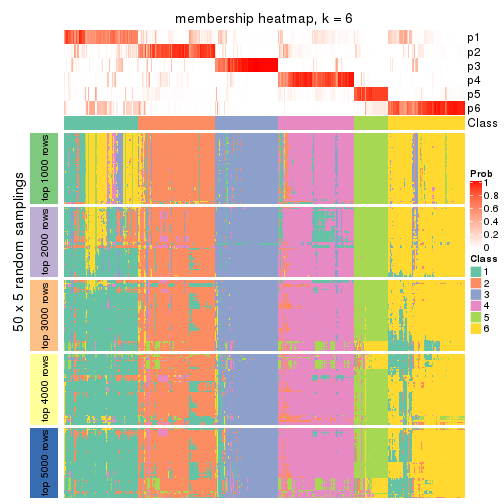 membership heatmap, k = 6
p1
p2
p3
p4
p5
p6
Class
50 x 5 random samplings
top 1000 rows
top 2000 rows
top 3000 rows
top 4000 rows
top 5000 rows
Prob
1
0.8
0.6
0.4
0.2
0
Class
1
2
3
4
5
6